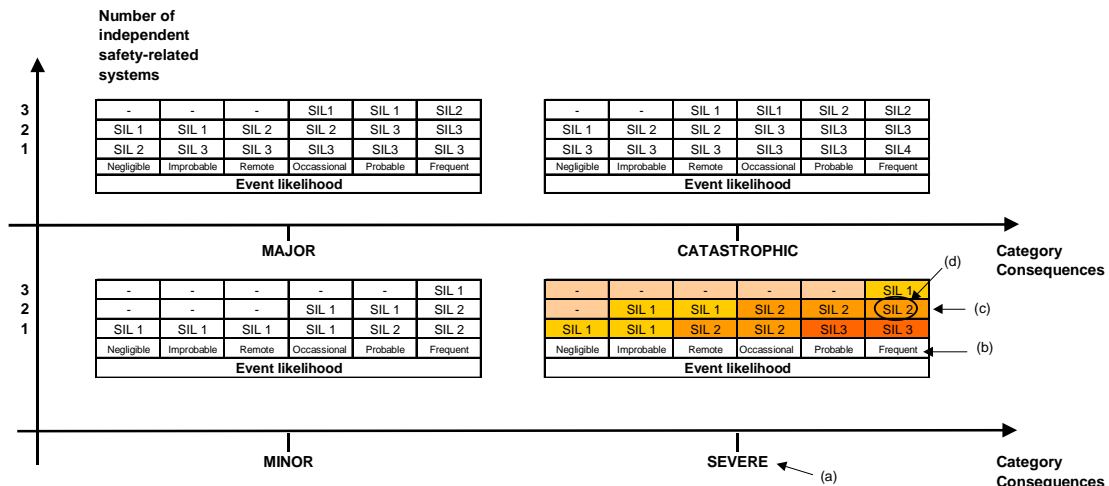 Number of
independent
safety-related
systems
3 - - - SIL1 SIL 1 SIL2 - - SIL 1 SIL 1 SIL 2 SIL2
2 SIL 1 SIL 1 SIL 2 SIL 2 SIL 3 SIL3 SIL 1 SIL 2 SIL 2 SIL 3 SIL3 SIL3
1 SIL 2 SIL 3 SIL 3 SIL3 SIL3 SIL 3 SIL 3 SIL 3 SIL 3 SIL3 SIL3 SIL4
Negligible Improbable Remote Occassional Probable Frequent Negligible Improbable Remote Occassional Probable Frequent
Event likelihood Event likelihood
MAJOR CATASTROPHIC Category
Consequences
(d)
3 - - - - - SIL 1 - - - - - SIL 1
2 - - - SIL 1 SIL 1 SIL 2 - SIL 1 SIL 1 SIL 2 SIL 2 SIL 2 (c)
1 SIL 1 SIL 1 SIL 1 SIL 1 SIL 2 SIL 2 SIL 1 SIL 1 SIL 2 SIL 2 SIL3 SIL 3
Negligible Improbable Remote Occassional Probable Frequent Negligible Improbable Remote Occassional Probable Frequent (b)
Event likelihood Event likelihood
MINOR SEVERE Category
(a) Consequences